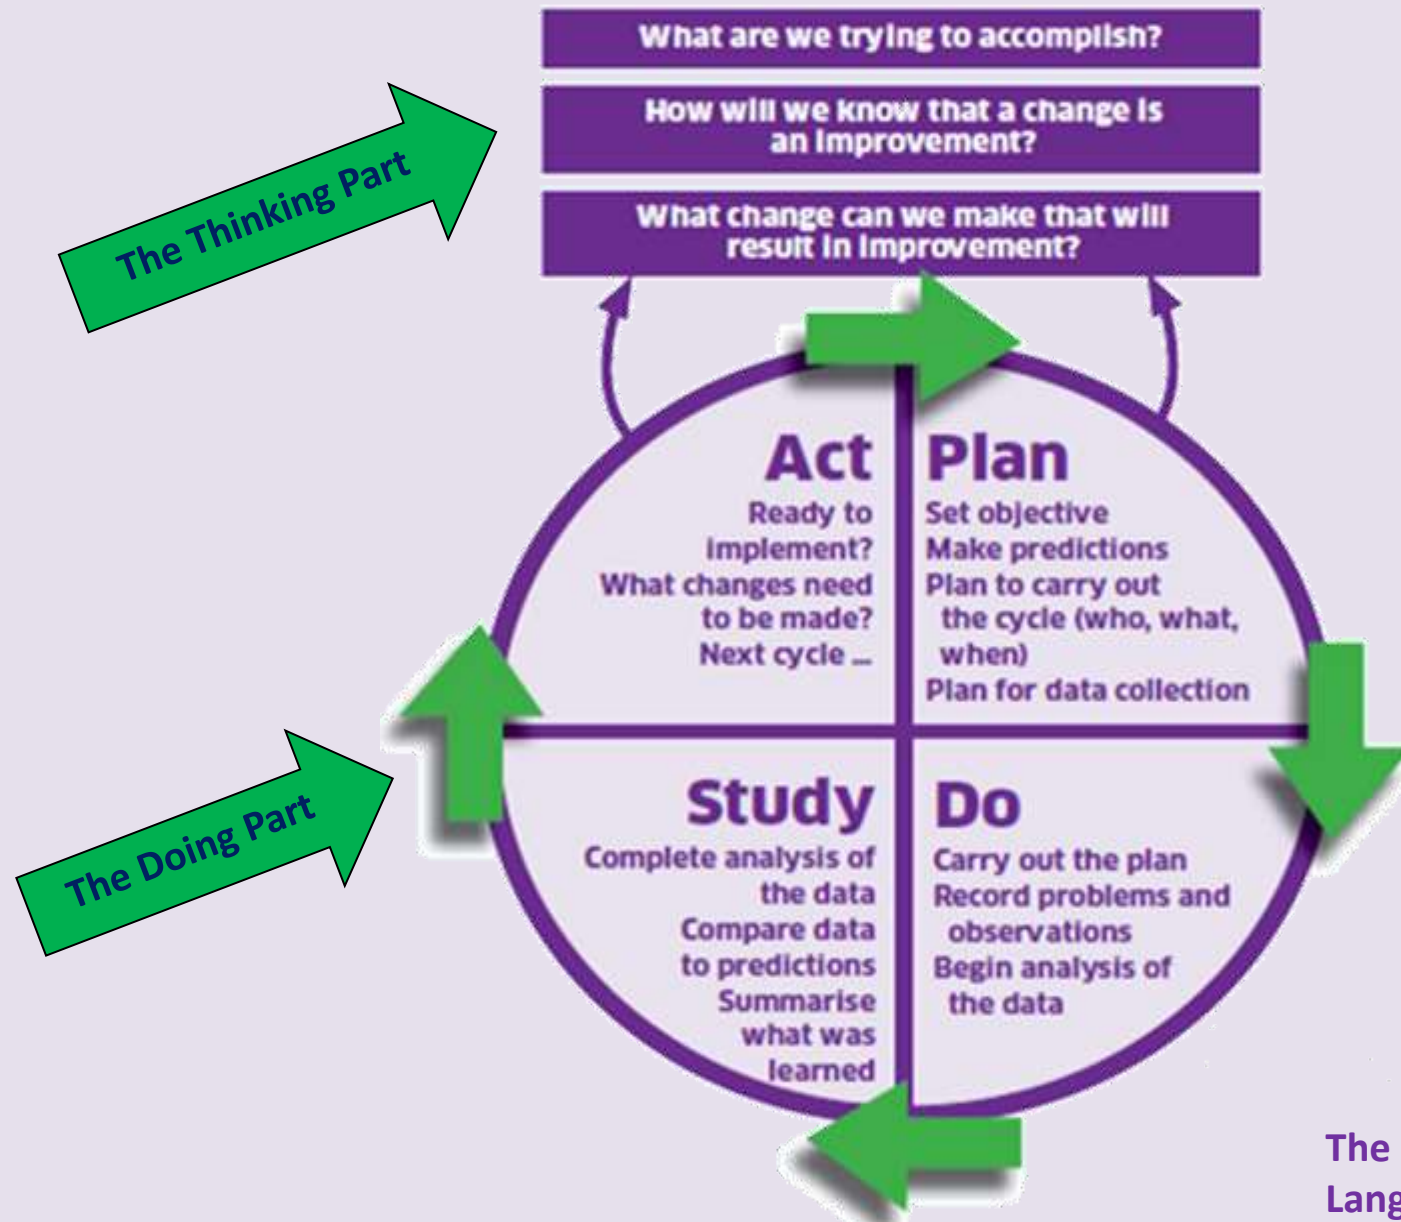 What are we trying to accomplish?
How will we know that a change is
an improvement?
What change can we make that will
result in improvement?
The Thinking Part
Act
Ready to
implement?
What changes need
to be made?
Next cycle ...
Plan
Set objective
Make predictions
Plan to carry out
the cycle (who, what,
when)
Plan for data collection
The Doing Part
Study
Complete analysis of
the data
Compare data
to predictions
Summarise
what was
learned
Do
Carry out the plan
Record problems and
observations
Begin analysis of
the data
The
Lang